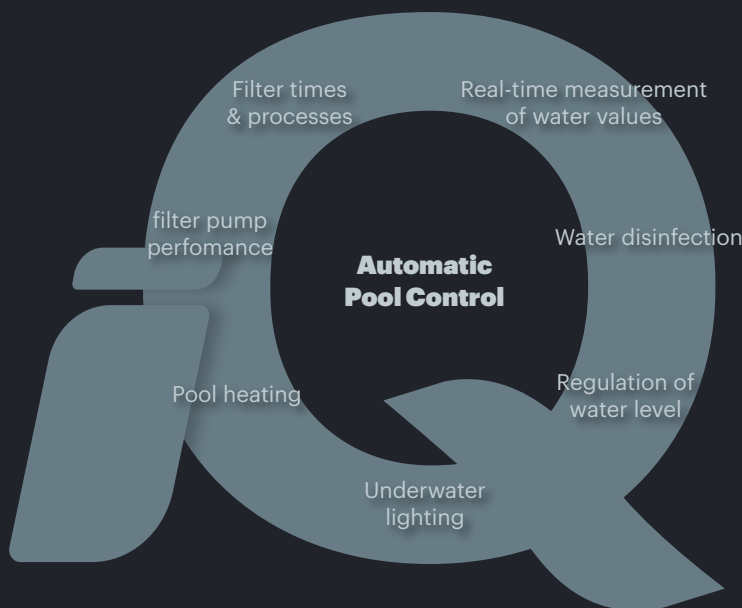 Filter times
& processes
Real-time measurement
of water values
filter pump
perfomance
Water disinfection
Automatic
Pool Control
Pool heating
Regulation of
water level
Underwater
lighting
iQ